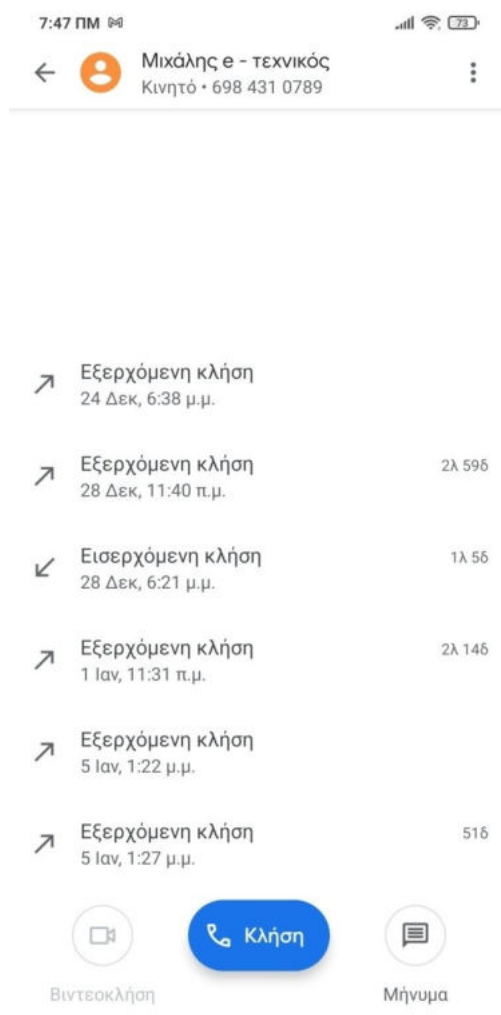 7:47 ΠΜ 73
Μιχάλης e - τεχνικός
Κινητό • 698 431 0789
Εξερχόμενη κλήση
24 Δεκ, 6:38 μ.μ.
Εξερχόμενη κλήση 2λ 59δ
28 Δεκ, 11:40 π.μ.
Εισερχόμενη κλήση 1λ 5δ
28 Δεκ, 6:21 μ.μ.
Εξερχόμενη κλήση 2λ 14δ
1 Ιαν, 11:31 π.μ.
Εξερχόμενη κλήση
5 Ιαν, 1:22 μ.μ.
Εξερχόμενη κλήση 51δ
5 Ιαν, 1:27 μ.μ.
Κλήση
Βιντεοκλήση Μήνυμα